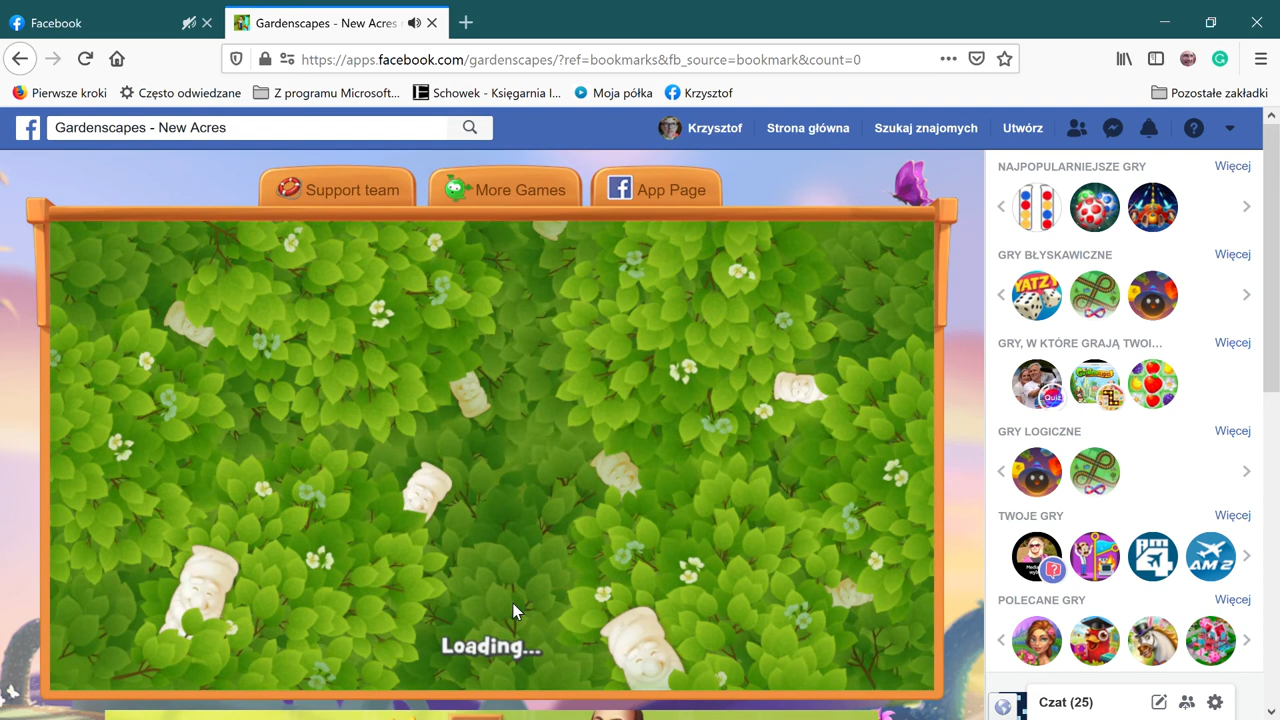 Facebook
Gardenscapes - New Acres
https://apps.facebook.com/gardenscapes/?ref=bookmarks&fb_source=bookmark&count=0
Pierwsze kroki
Często odwiedzane
Z programu Microsoft...
Schowek - Księgarnia I...
Moja półka
Krzysztof
Pozostałe zakładki
Gardenscapes - New Acres
Krzysztof
Strona główna
Szukaj znajomych
Utwórz
Support team
More Games
App Page
Loading...
NAJPOPULARNIEJSZE GRY
Więcej
GRY BŁYSKAWICZNE
Więcej
YATZY
GRY, W KTÓRE GRAJĄ TWOI...
Więcej
Quiz
GRY LOGICZNE
Więcej
TWOJE GRY
Więcej
AM 2
POLECANE GRY
Więcej
Czat (25)